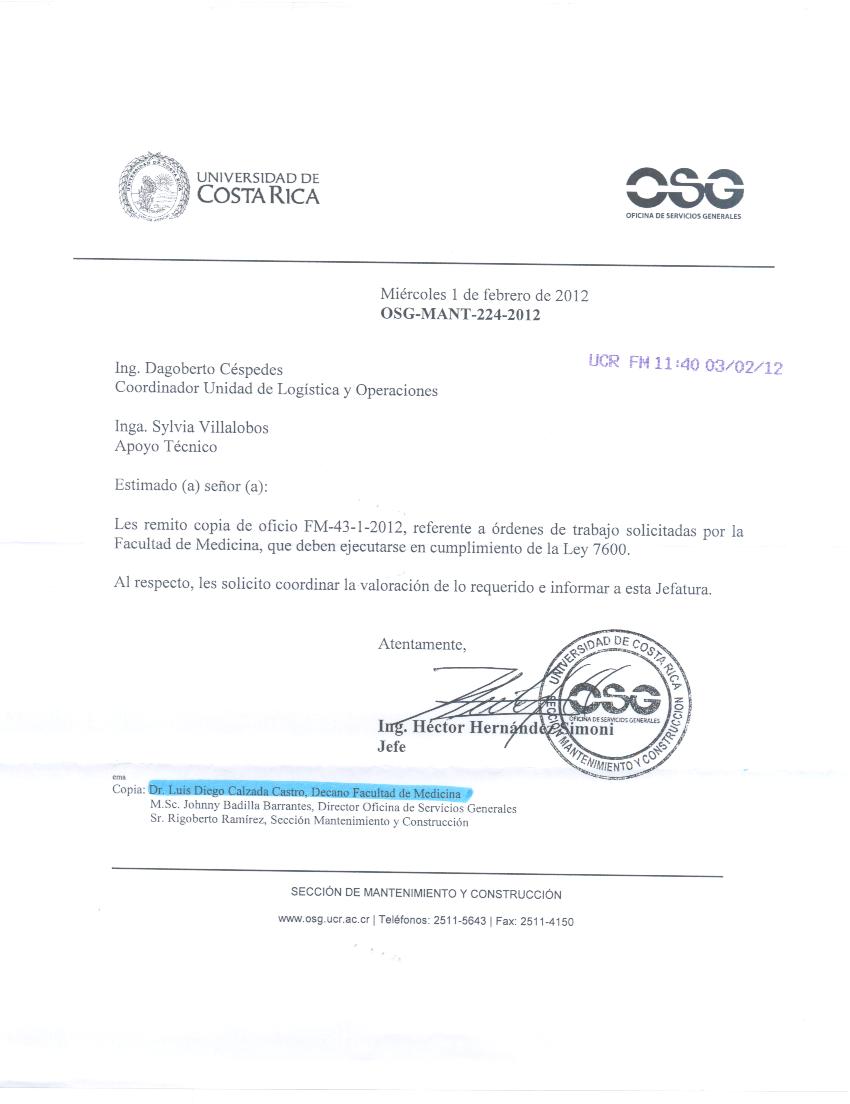 UNIVERSIDAD DE
COSTA RICA
OSG
OFICINA DE SERVICIOS GENERALES
Miércoles 1 de febrero de 2012
OSG-MANT-224-2012
UCR FM 11:40 03/02/12
Ing. Dagoberto Céspedes
Coordinador Unidad de Logística y Operaciones
Inga. Sylvia Villalobos
Apoyo Técnico
Estimado (a) señor (a):
Les remito copia de oficio FM-43-1-2012, referente a órdenes de trabajo solicitadas por la
Facultad de Medicina, que deben ejecutarse en cumplimiento de la Ley 7600.
Al respecto, les solicito coordinar la valoración de lo requerido e informar a esta Jefatura.
Atentamente,
UNIVERSIDAD DE COSTA RICA
OSG
OFICINA DE SERVICIOS GENERALES
SECCIÓN MANTENIMIENTO Y CONSTRUCCION
Ing. Héctor Hernández Simoni
Jefe
ema
Copia: Dr. Luis Diego Calzada Castro, Decano Facultad de Medicina
M.Sc. Johnny Badilla Barrantes, Director Oficina de Servicios Generales
Sr. Rigoberto Ramírez, Sección Mantenimiento y Construcción
SECCIÓN DE MANTENIMIENTO Y CONSTRUCCIÓN
www.osg.ucr.ac.cr | Teléfonos: 2511-5643 | Fax: 2511-4150